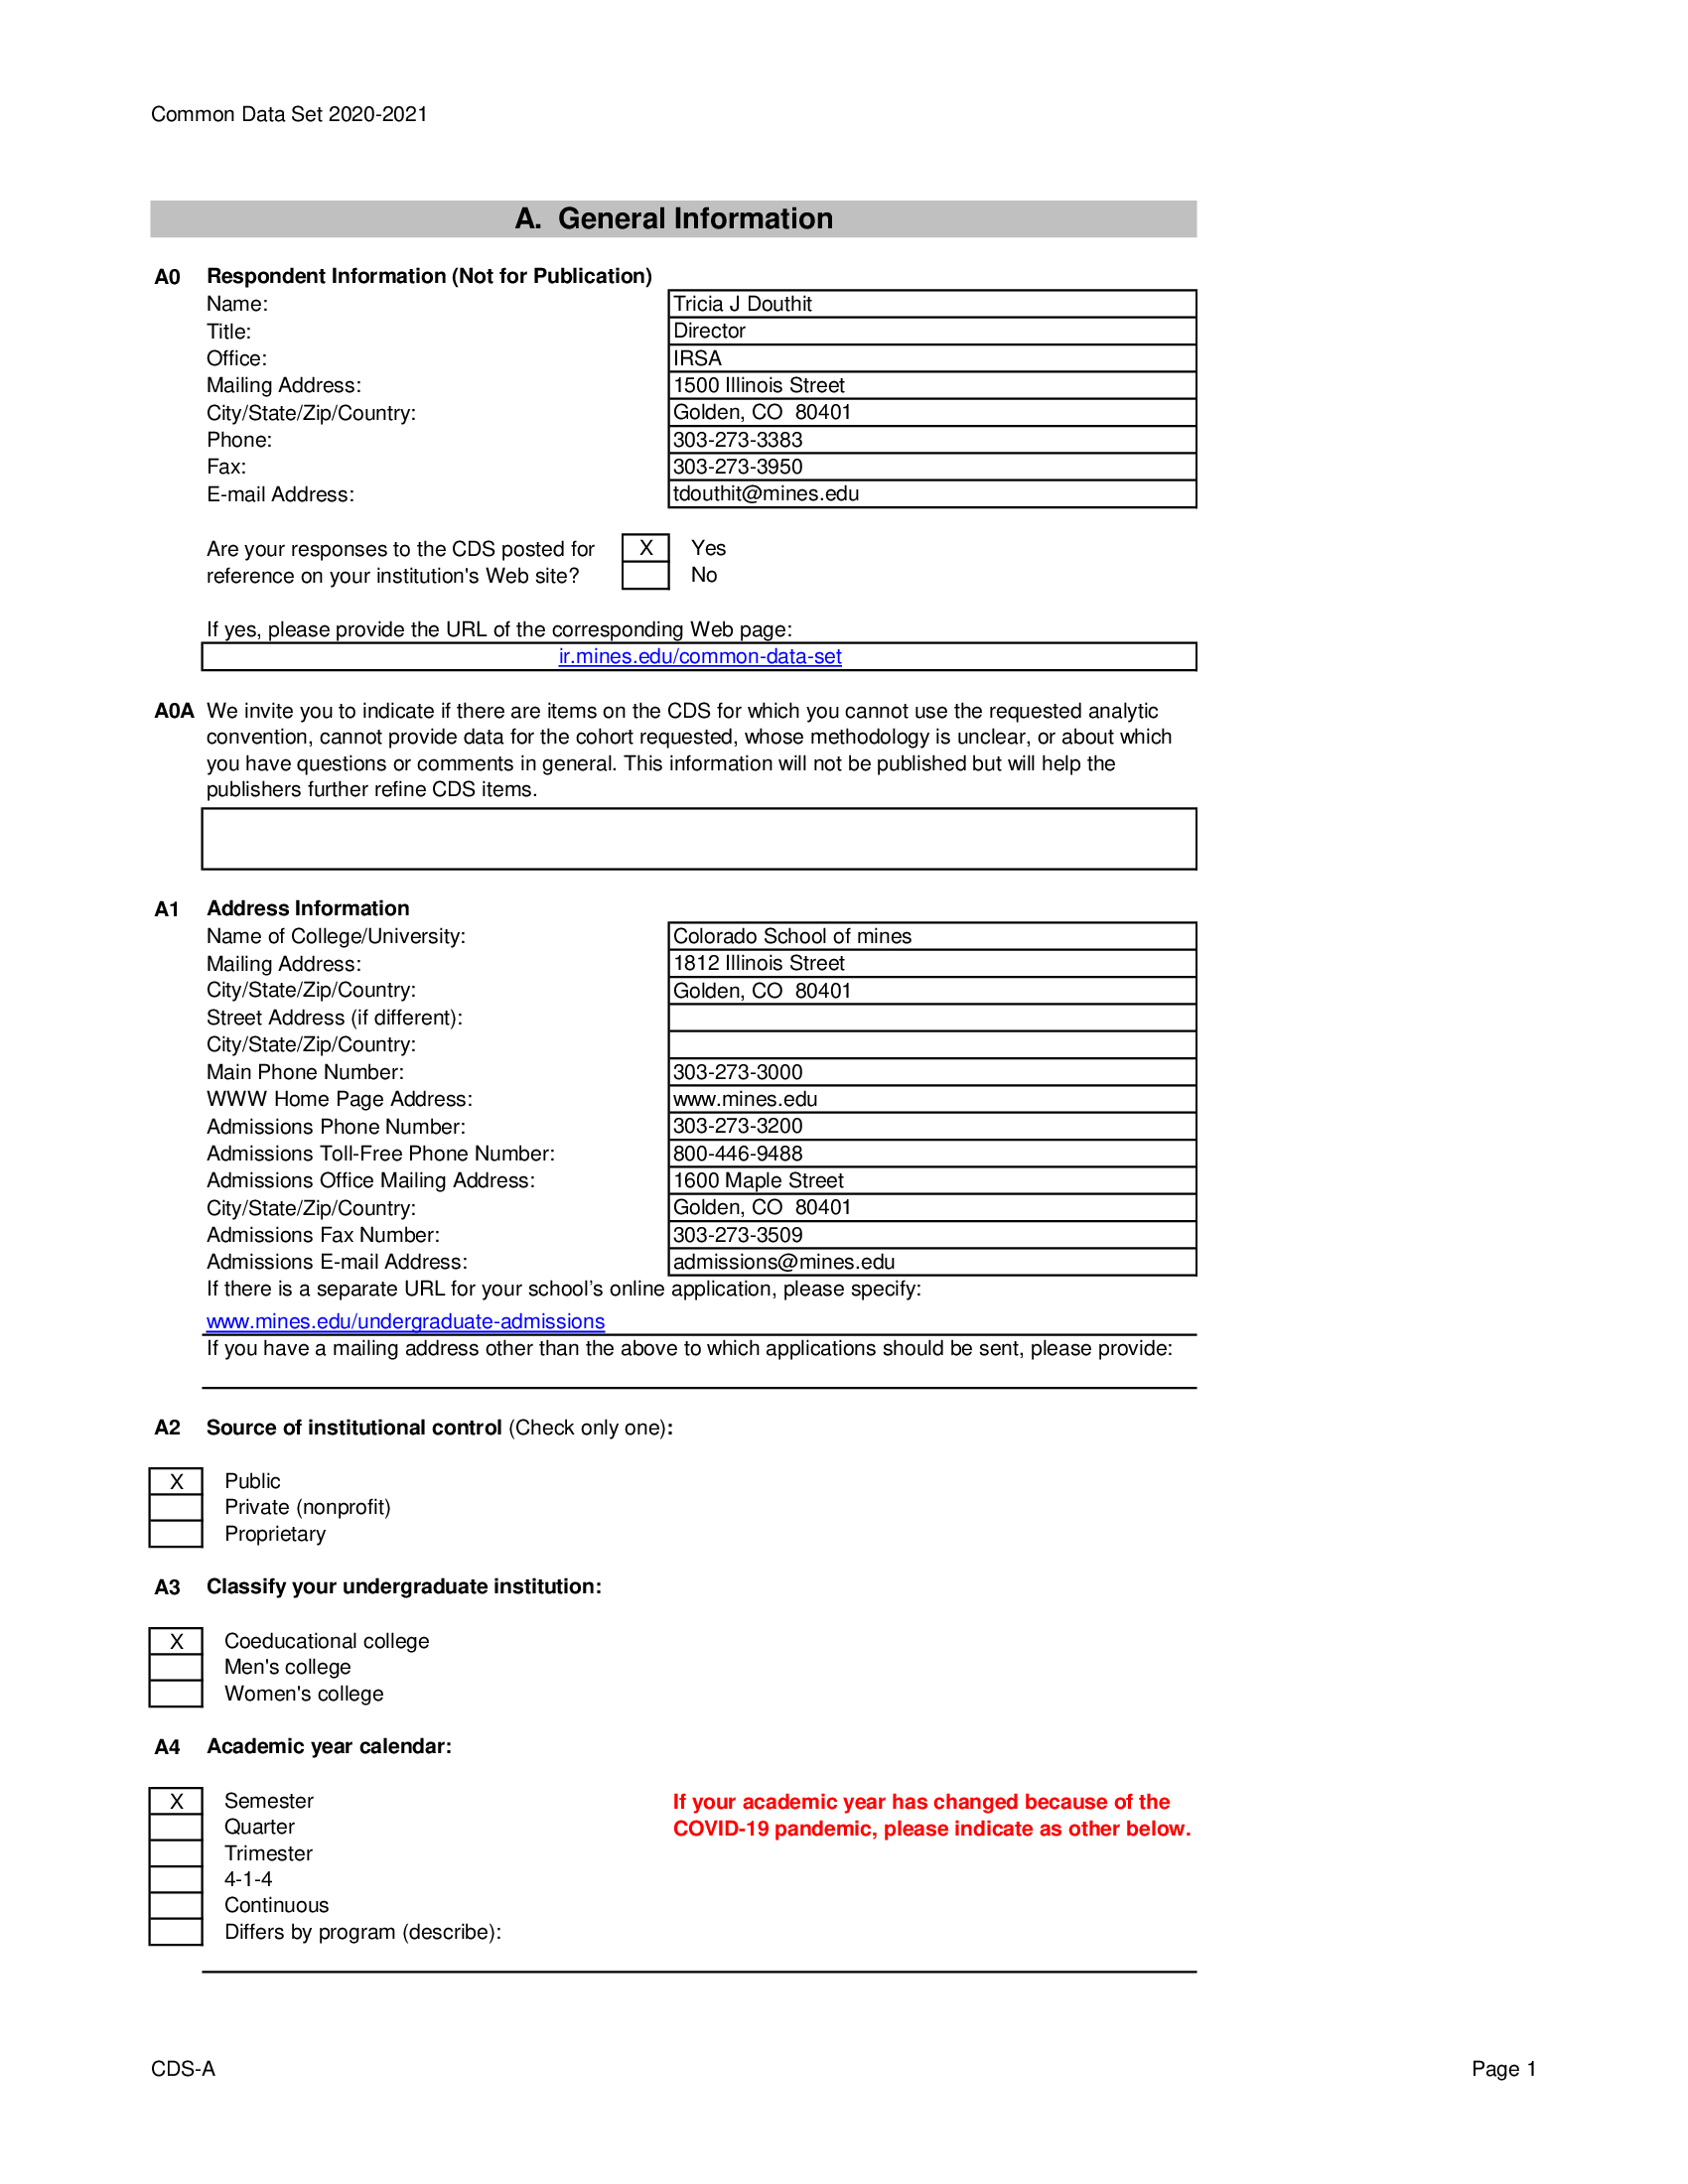 Common Data Set 2020-2021
A. General Information
A0 Respondent Information (Not for Publication)
Name: Tricia J Douthit
Title: Director
Office: IRSA
Mailing Address: 1500 Illinois Street
City/State/Zip/Country: Golden, CO 80401
Phone: 303-273-3383
Fax: 303-273-3950
E-mail Address: tdouthit@mines.edu
Are your responses to the CDS posted for X Yes
reference on your institution's Web site? No
If yes, please provide the URL of the corresponding Web page:
ir.mines.edu/common-data-set
A0A We invite you to indicate if there are items on the CDS for which you cannot use the requested analytic
convention, cannot provide data for the cohort requested, whose methodology is unclear, or about which
you have questions or comments in general. This information will not be published but will help the
publishers further refine CDS items.
A1 Address Information
Name of College/University: Colorado School of mines
Mailing Address: 1812 Illinois Street
City/State/Zip/Country: Golden, CO 80401
Street Address (if different):
City/State/Zip/Country:
Main Phone Number: 303-273-3000
WWW Home Page Address: www.mines.edu
Admissions Phone Number: 303-273-3200
Admissions Toll-Free Phone Number: 800-446-9488
Admissions Office Mailing Address: 1600 Maple Street
City/State/Zip/Country: Golden, CO 80401
Admissions Fax Number: 303-273-3509
Admissions E-mail Address: admissions@mines.edu
If there is a separate URL for your school’s online application, please specify:
www.mines.edu/undergraduate-admissions
If you have a mailing address other than the above to which applications should be sent, please provide:
A2 Source of institutional control (Check only one):
X Public
Private (nonprofit)
Proprietary
A3 Classify your undergraduate institution:
X Coeducational college
Men's college
Women's college
A4 Academic year calendar:
X Semester If your academic year has changed because of the
Quarter COVID-19 pandemic, please indicate as other below.
Trimester
4-1-4
Continuous
Differs by program (describe):
CDS-A Page 1